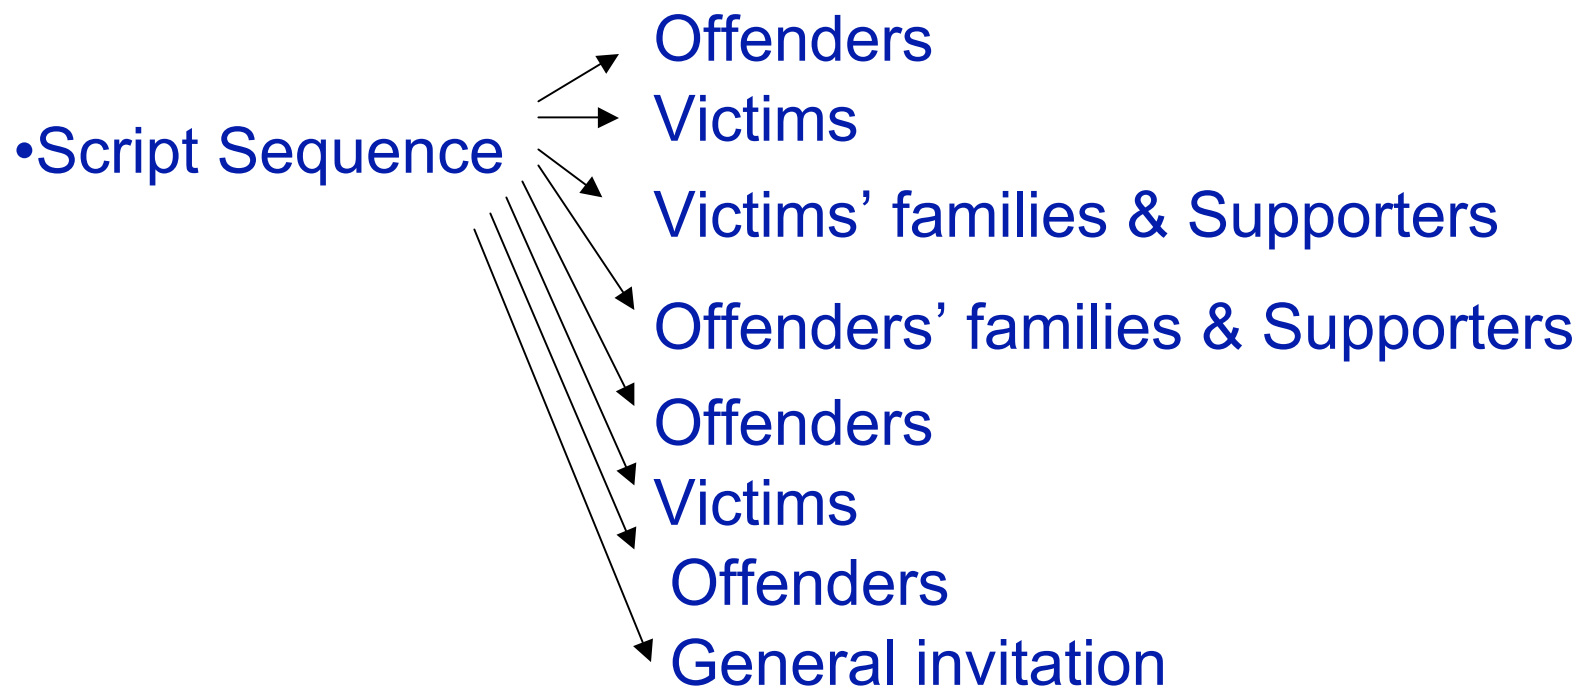 •Script Sequence
Offenders
Victims
Victims’ families & Supporters
Offenders’ families & Supporters
Offenders
Victims
Offenders
General invitation